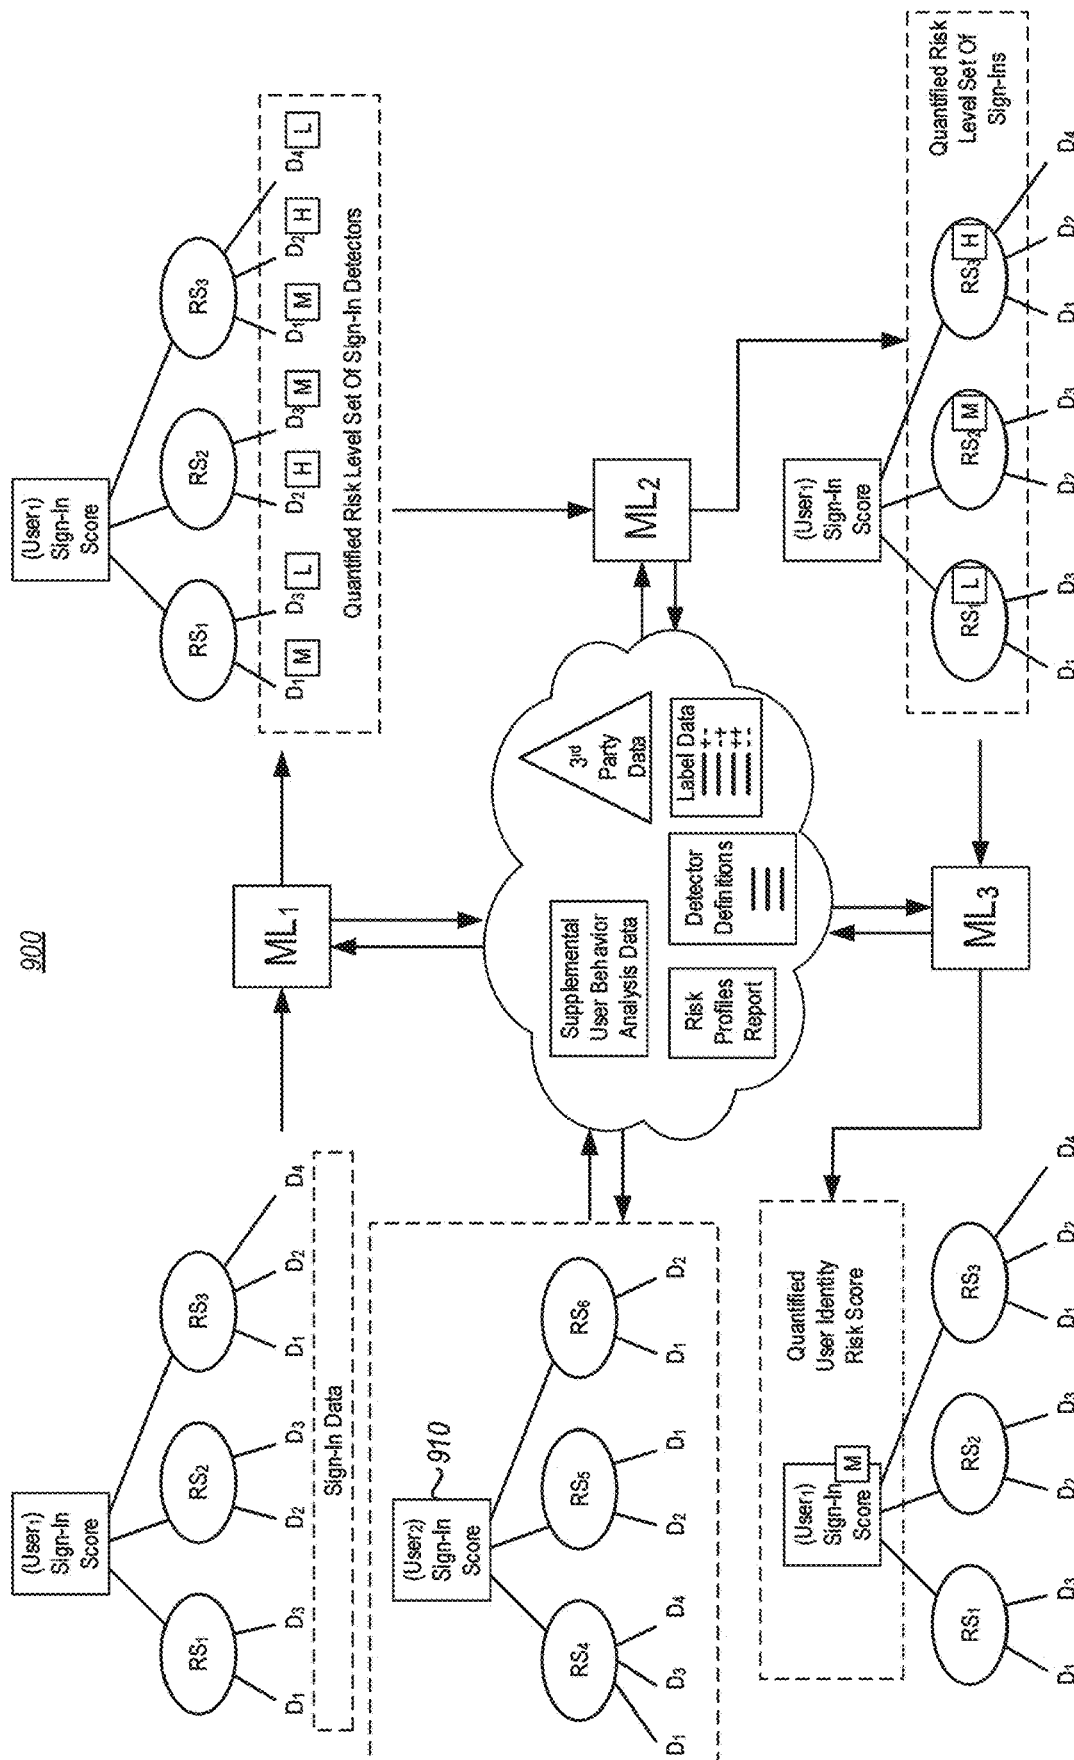 900
(User1)
Sign-In
Score
RS1
RS2
RS3
D1
D3
D2
D3
D1
D2
D4
Sign-In Data
ML1
(User1)
Sign-In
Score
RS1
RS2
RS3
D1 M
D3 L
D2 H
D3 M
D1 M
D2 H
D4 L
Quantified Risk Level Set Of Sign-In Detectors
(User2)
Sign-In
Score
910
RS4
RS5
RS6
D1
D3
D4
D2
D1
D1
D2
Supplemental
User Behavior
Analysis Data
3rd
Party
Data
Risk
Profiles
Report
Detector
Definitions
Label Data
+-
-+
++
--
ML2
(User1)
Sign-In
Score
M
Quantified
User Identity
Risk Score
RS1
RS2
RS3
D1
D3
D2
D3
D1
D2
D4
ML3
(User1)
Sign-In
Score
Quantified Risk
Level Set Of
Sign-Ins
RS1 L
RS2 M
RS3 H
D1
D3
D2
D3
D1
D2
D4